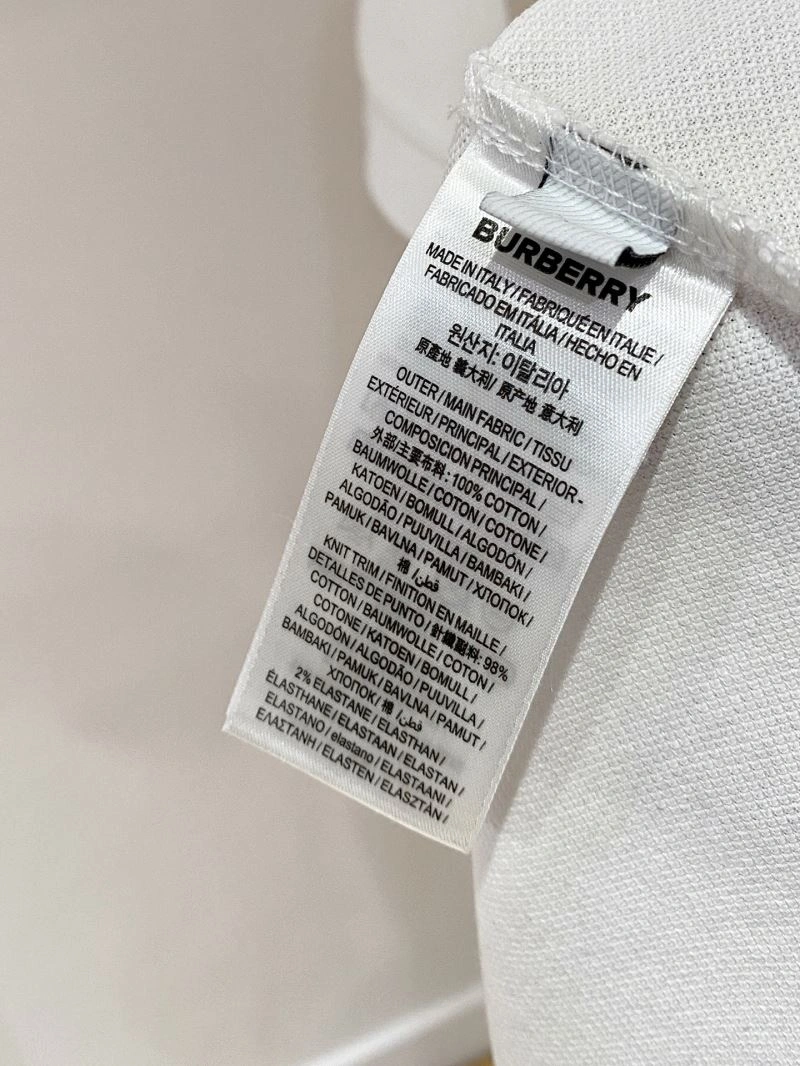 BURBERRY
MADE IN ITALY / FABRIQUÉ EN ITALIE /
FABRICADO EM ITÁLIA / HECHO EN
ITALIA
원산지: 이탈리아
原產地 義大利 / 原产地 意大利
OUTER / MAIN FABRIC / TISSU
EXTÉRIEUR / PRINCIPAL / EXTERIOR -
COMPOSICION PRINCIPAL /
外部/主要布料: 100% COTTON /
BAUMWOLLE / COTON / COTONE /
KATOEN / BOMULL / ALGODÓN /
ALGODÃO / PUUVILLA / BAMBAKI /
PAMUK / BAVLNA / PAMUT / ХЛОПОК /
棉 / قطن
KNIT TRIM / FINITION EN MAILLE /
DETALLES DE PUNTO / 針織副料: 98%
COTTON / BAUMWOLLE / COTON /
COTONE / KATOEN / BOMULL /
ALGODÓN / ALGODÃO / PUUVILLA /
BAMBAKI / PAMUK / BAVLNA / PAMUT /
ХЛОПОК / 棉 / قطن
2% ELASTANE / ELASTHAN /
ÉLASTHANNE / ELASTAAN / ELASTAN /
ELASTANO / elastano / ELASTAANI /
ΕΛΑΣΤΑΝΗ / ELASTEN / ELASZTÁN /